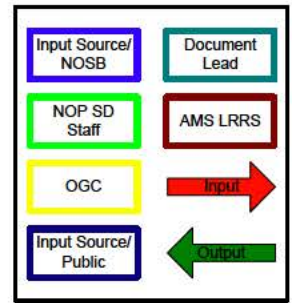 Input Source/
NOSB
Document
Lead
NOP SD
Staff
AMS LRRS
OGC
Input
Input Source/
Public
Output